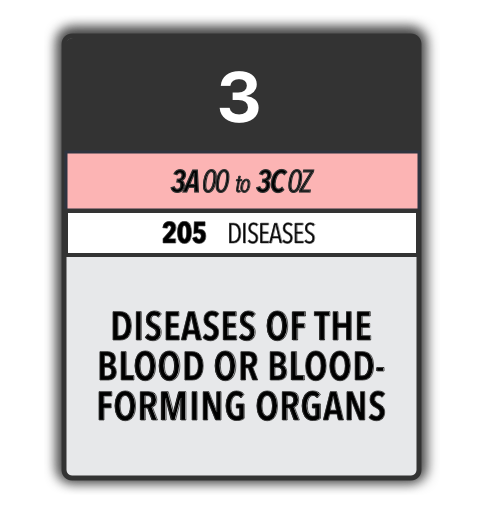 3
3A00 to 3C0Z
205 DISEASES
DISEASES OF THE
BLOOD OR BLOOD-
FORMING ORGANS